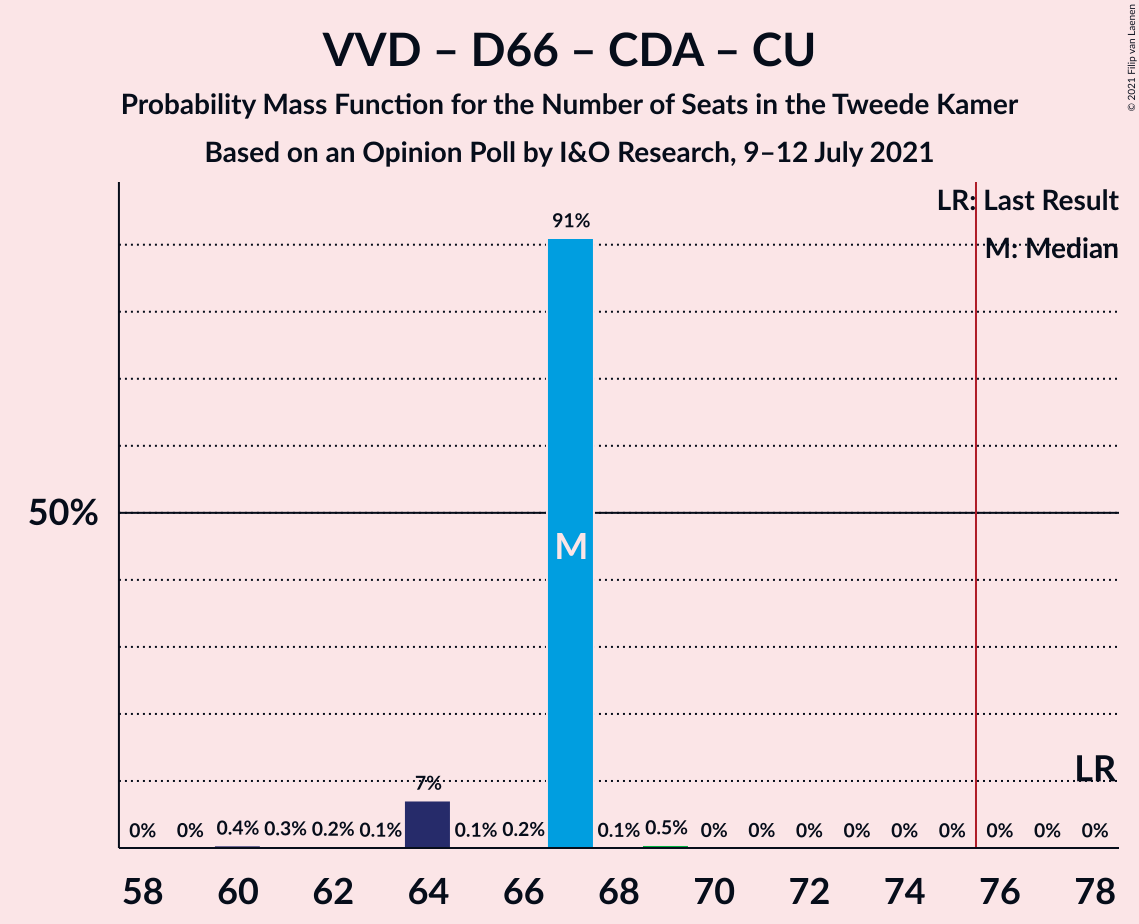 VVD – D66 – CDA – CU
Probability Mass Function for the Number of Seats in the Tweede Kamer
Based on an Opinion Poll by I&O Research, 9–12 July 2021
© 2021 Filip van Laenen
LR: Last Result
M: Median
91%
50%
M
LR
7%
0% 0% 0.4% 0.3% 0.2% 0.1% 0.1% 0.2% 0.1% 0.5% 0% 0% 0% 0% 0% 0% 0% 0% 0%
58 60 62 64 66 68 70 72 74 76 78